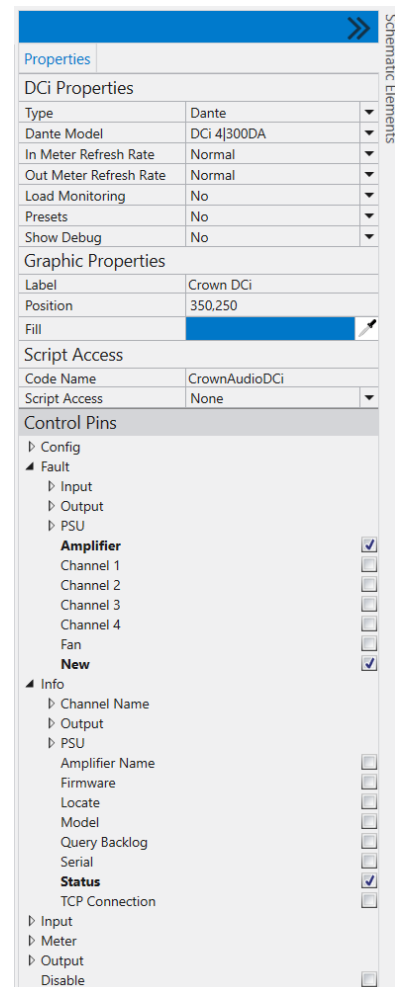 Schematic Elements
Properties
DCi Properties
Type Dante
Dante Model DCi 4|300DA
In Meter Refresh Rate Normal
Out Meter Refresh Rate Normal
Load Monitoring No
Presets No
Show Debug No
Graphic Properties
Label Crown DCi
Position 350,250
Fill
Script Access
Code Name CrownAudioDCi
Script Access None
Control Pins
Config
Fault
Input
Output
PSU
Amplifier
Channel 1
Channel 2
Channel 3
Channel 4
Fan
New
Info
Channel Name
Output
PSU
Amplifier Name
Firmware
Locate
Model
Query Backlog
Serial
Status
TCP Connection
Input
Meter
Output
Disable